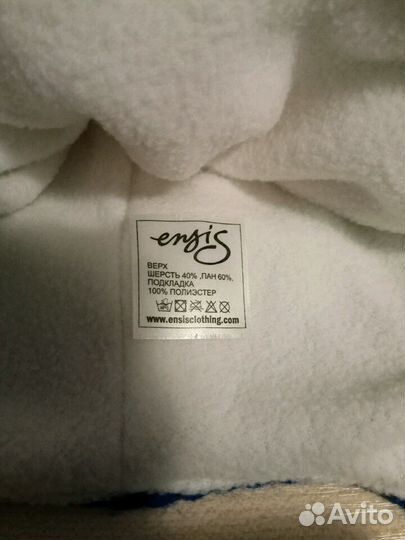 ensis
ВЕРХ
ШЕРСТЬ 40% ,ПАН 60%.
ПОДКЛАДКА
100% ПОЛИЭСТЕР
www.ensisclothing.com
Avito